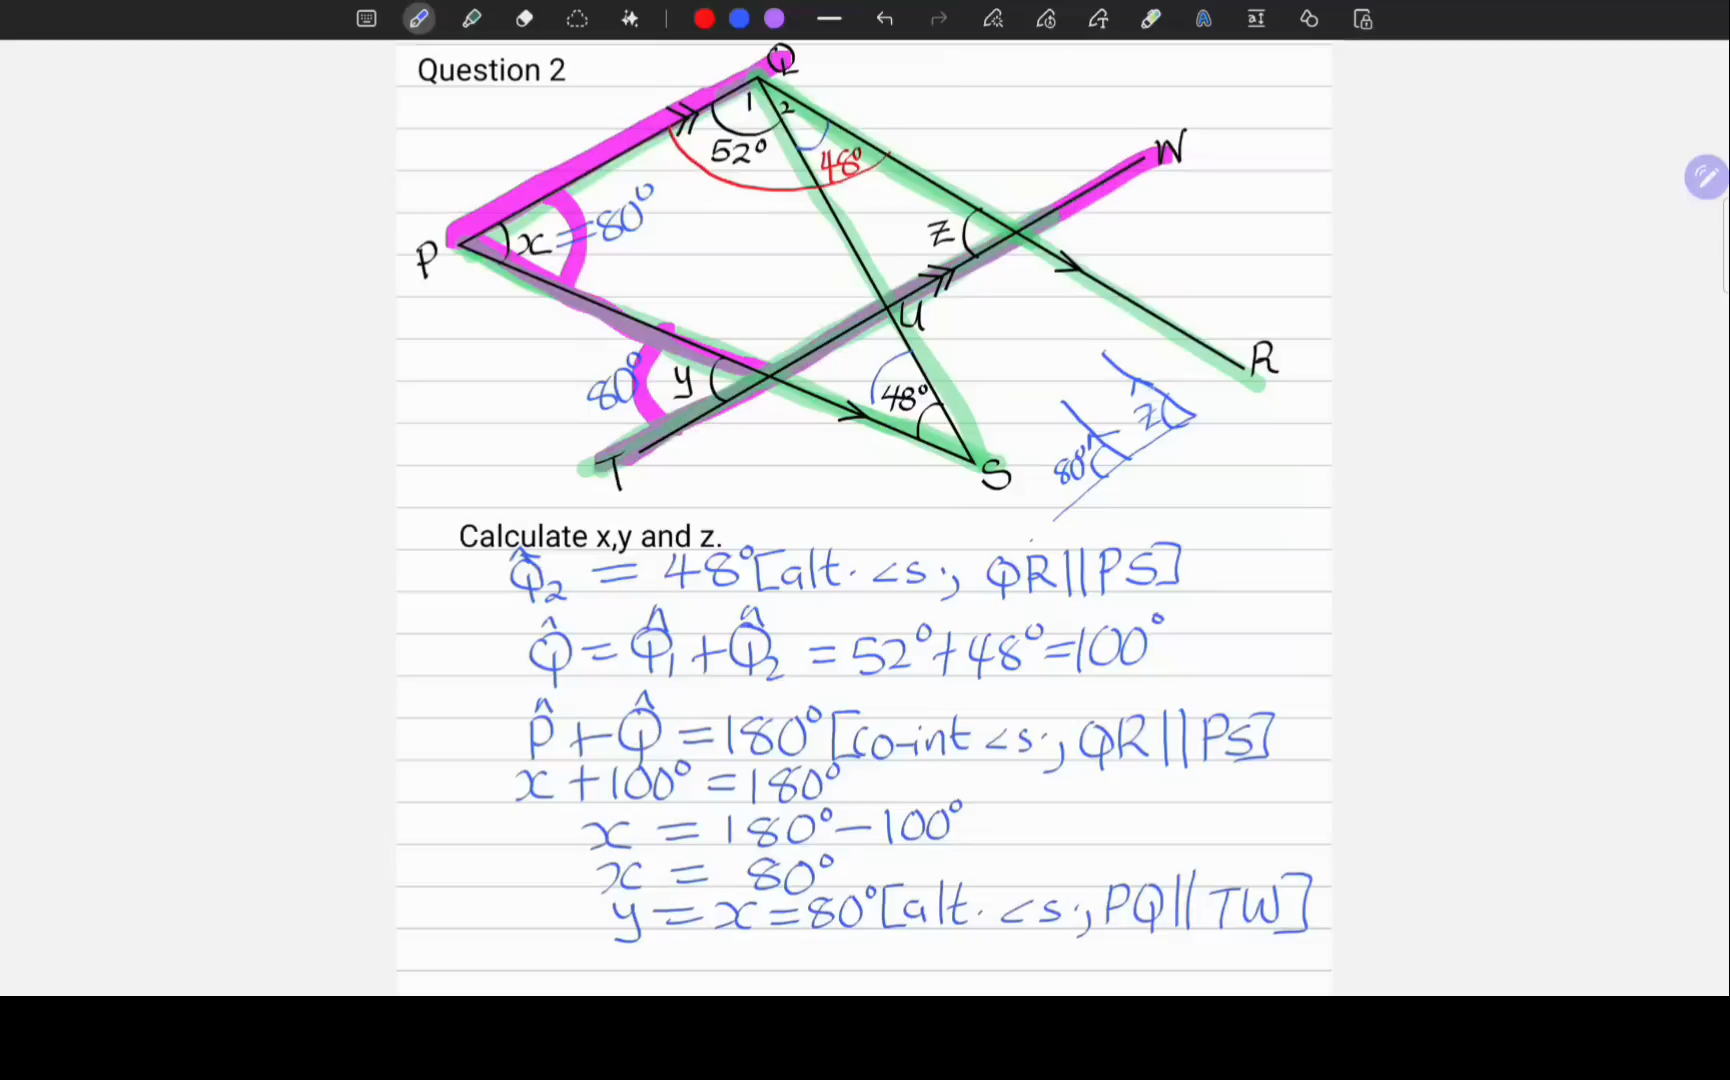 Question 2
Q
1
2
52°
48°
W
x=80°
P
z
U
80°
y
R
48°
z
80°
T
S
Calculate x,y and z.
Q̂₂ = 48° [alt. <s ; QR||PS]
Q̂ = Q̂₁ + Q̂₂ = 52° + 48° = 100°
P̂ + Q̂ = 180° [co-int <s ; QR||PS]
x + 100° = 180°
x = 180° – 100°
x = 80°
y = x = 80° [alt. <s ; PQ||TW]